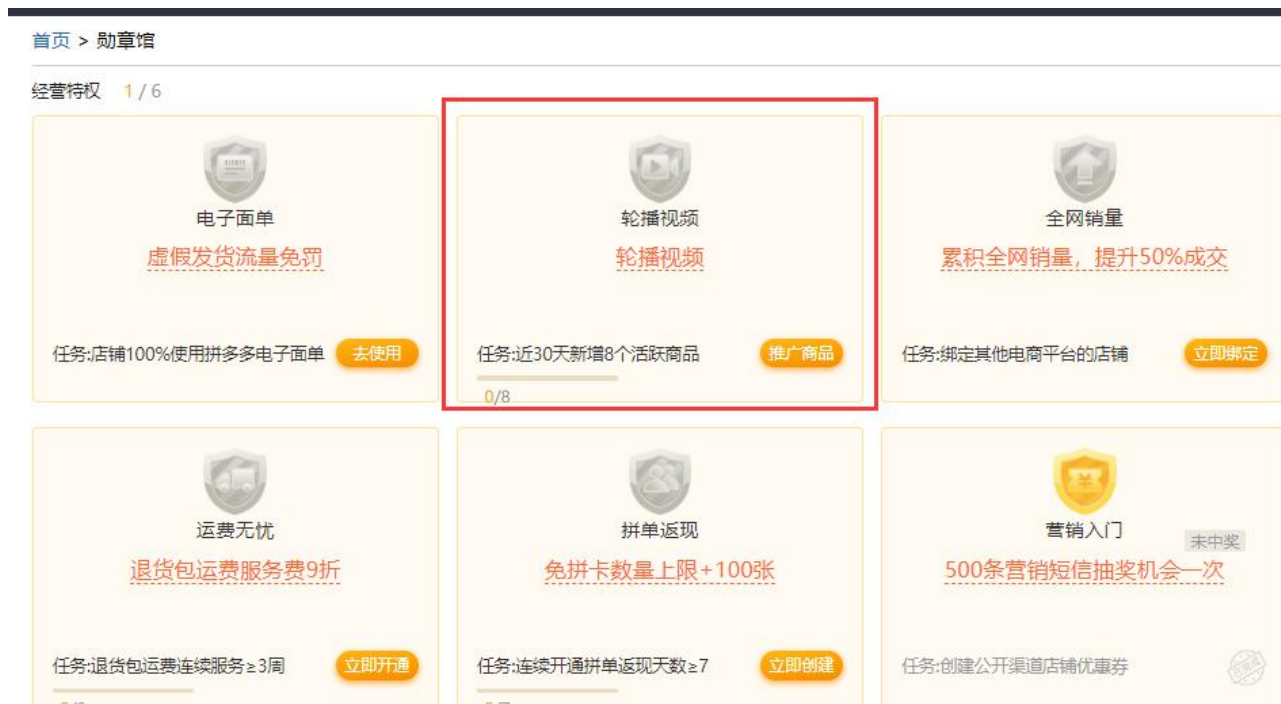 首页 > 勋章馆
经营特权 1 / 6
电子面单
虚假发货流量免罚
任务:店铺100%使用拼多多电子面单 去使用
轮播视频
轮播视频
任务:近30天新增8个活跃商品 推广商品
0/8
全网销量
累积全网销量，提升50%成交
任务:绑定其他电商平台的店铺 立即绑定
运费无忧
退货包运费服务费9折
任务:退货包运费连续服务≥3周 立即开通
拼单返现
免拼卡数量上限+100张
任务:连续开通拼单返现天数≥7 立即创建
营销入门
未中奖
500条营销短信抽奖机会一次
任务:创建公开渠道店铺优惠券